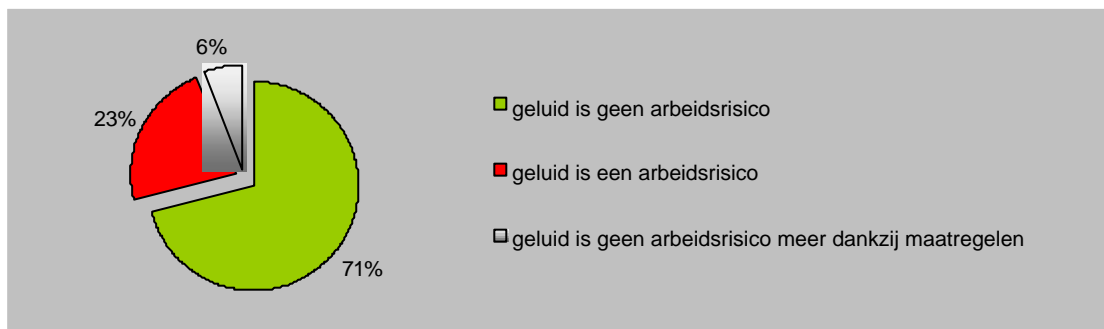 6%
23%
71%
geluid is geen arbeidsrisico
geluid is een arbeidsrisico
geluid is geen arbeidsrisico meer dankzij maatregelen